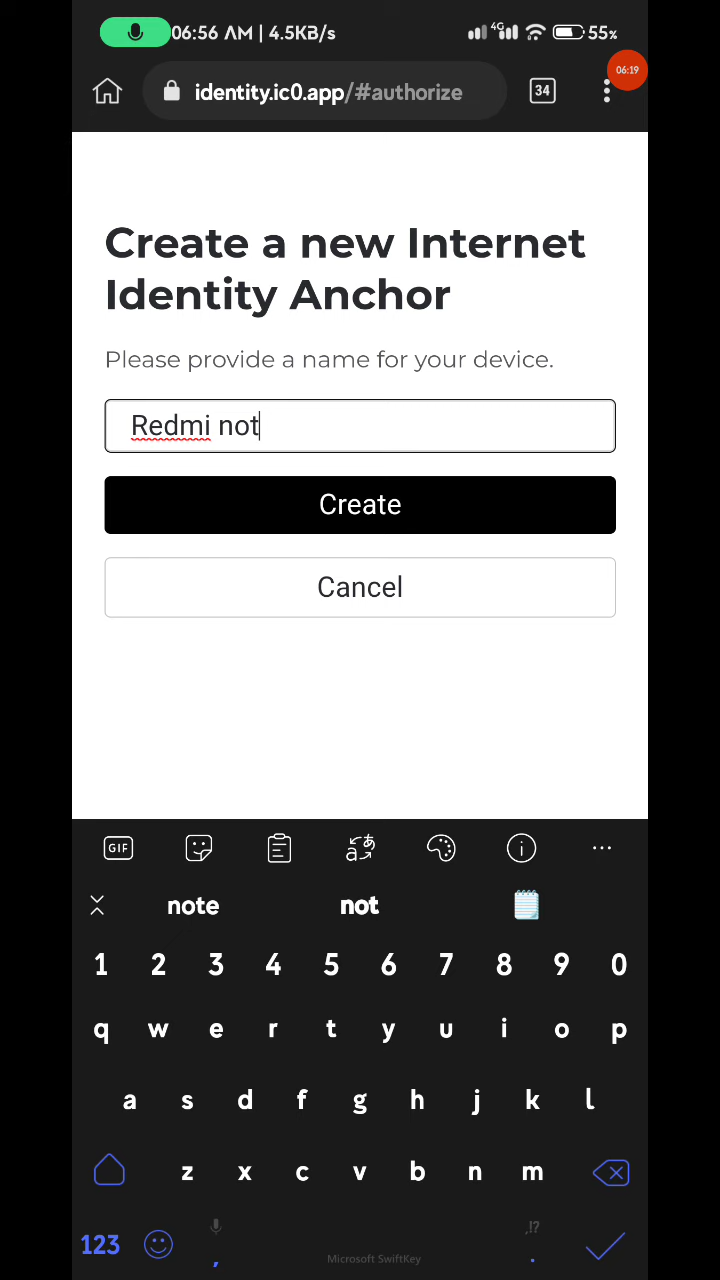 06:56 AM | 4.5KB/s 4G 55%
06:19
identity.ic0.app/#authorize 34
Create a new Internet
Identity Anchor
Please provide a name for your device.
Redmi not
Create
Cancel
GIF
note not
1 2 3 4 5 6 7 8 9 0
q w e r t y u i o p
a s d f g h j k l
z x c v b n m
,!?
123 , Microsoft SwiftKey .